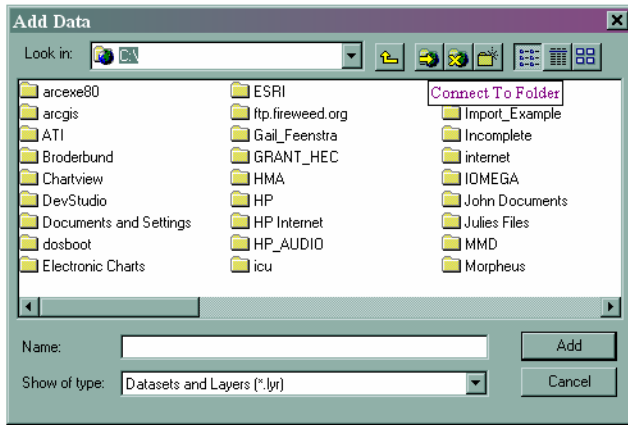 Add Data
Look in: C:\
Connect To Folder
arcexe80
arcgis
ATI
Broderbund
Chartview
DevStudio
Documents and Settings
dosboot
Electronic Charts
ESRI
ftp.fireweed.org
Gail_Feenstra
GRANT_HEC
HMA
HP
HP Internet
HP_AUDIO
icu
Import_Example
Incomplete
internet
IOMEGA
John Documents
Julies Files
MMD
Morpheus
Name:
Add
Show of type: Datasets and Layers (*.lyr)
Cancel